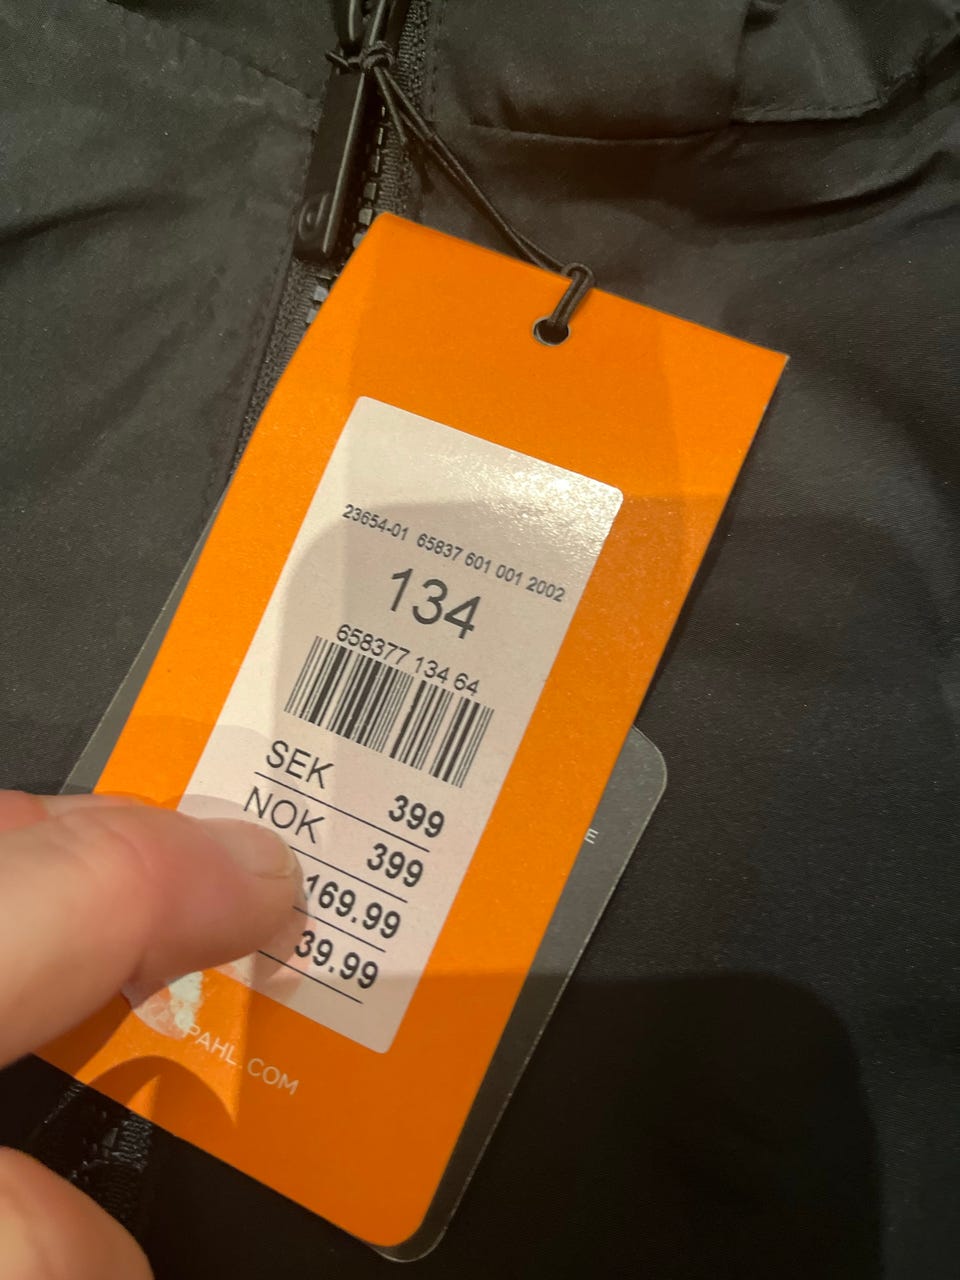 23654-01 65837 601 001 2002
134
658377 134 64
SEK 399
NOK 399
169.99
39.99
PAHL.COM
E